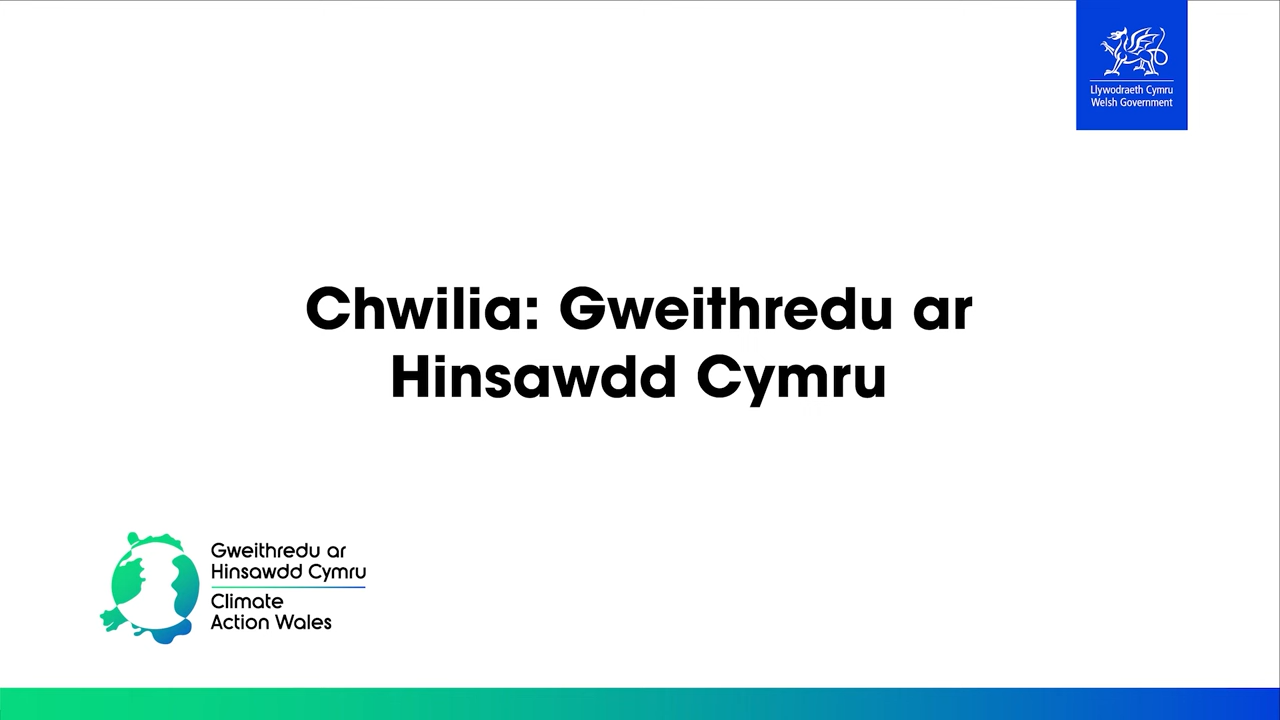 Llywodraeth Cymru
Welsh Government
Chwilia: Gweithredu ar
Hinsawdd Cymru
Gweithredu ar
Hinsawdd Cymru
Climate
Action Wales